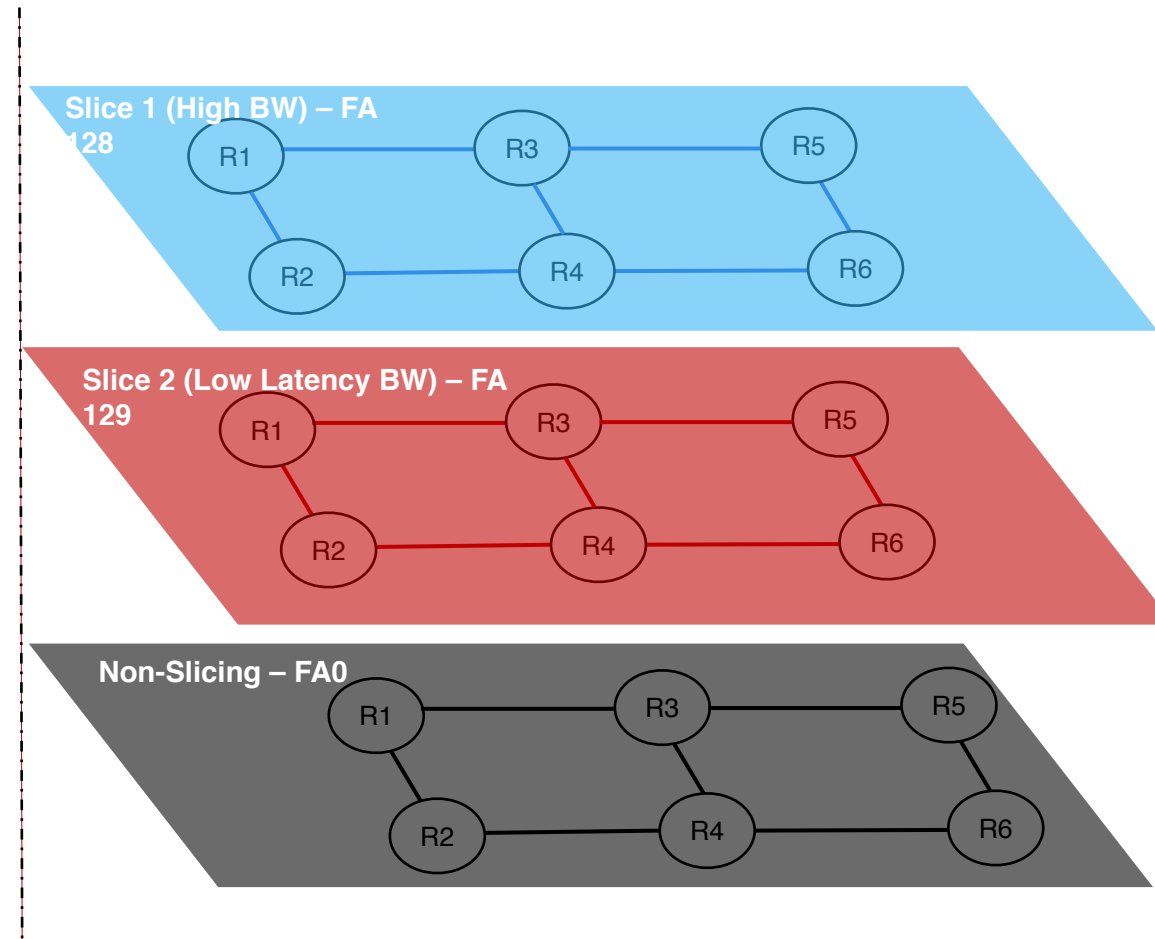 Slice 1 (High BW) – FA
128
R1
R3
R5
R2
R4
R6
Slice 2 (Low Latency BW) – FA
129
R1
R3
R5
R2
R4
R6
Non-Slicing – FA0
R1
R3
R5
R2
R4
R6